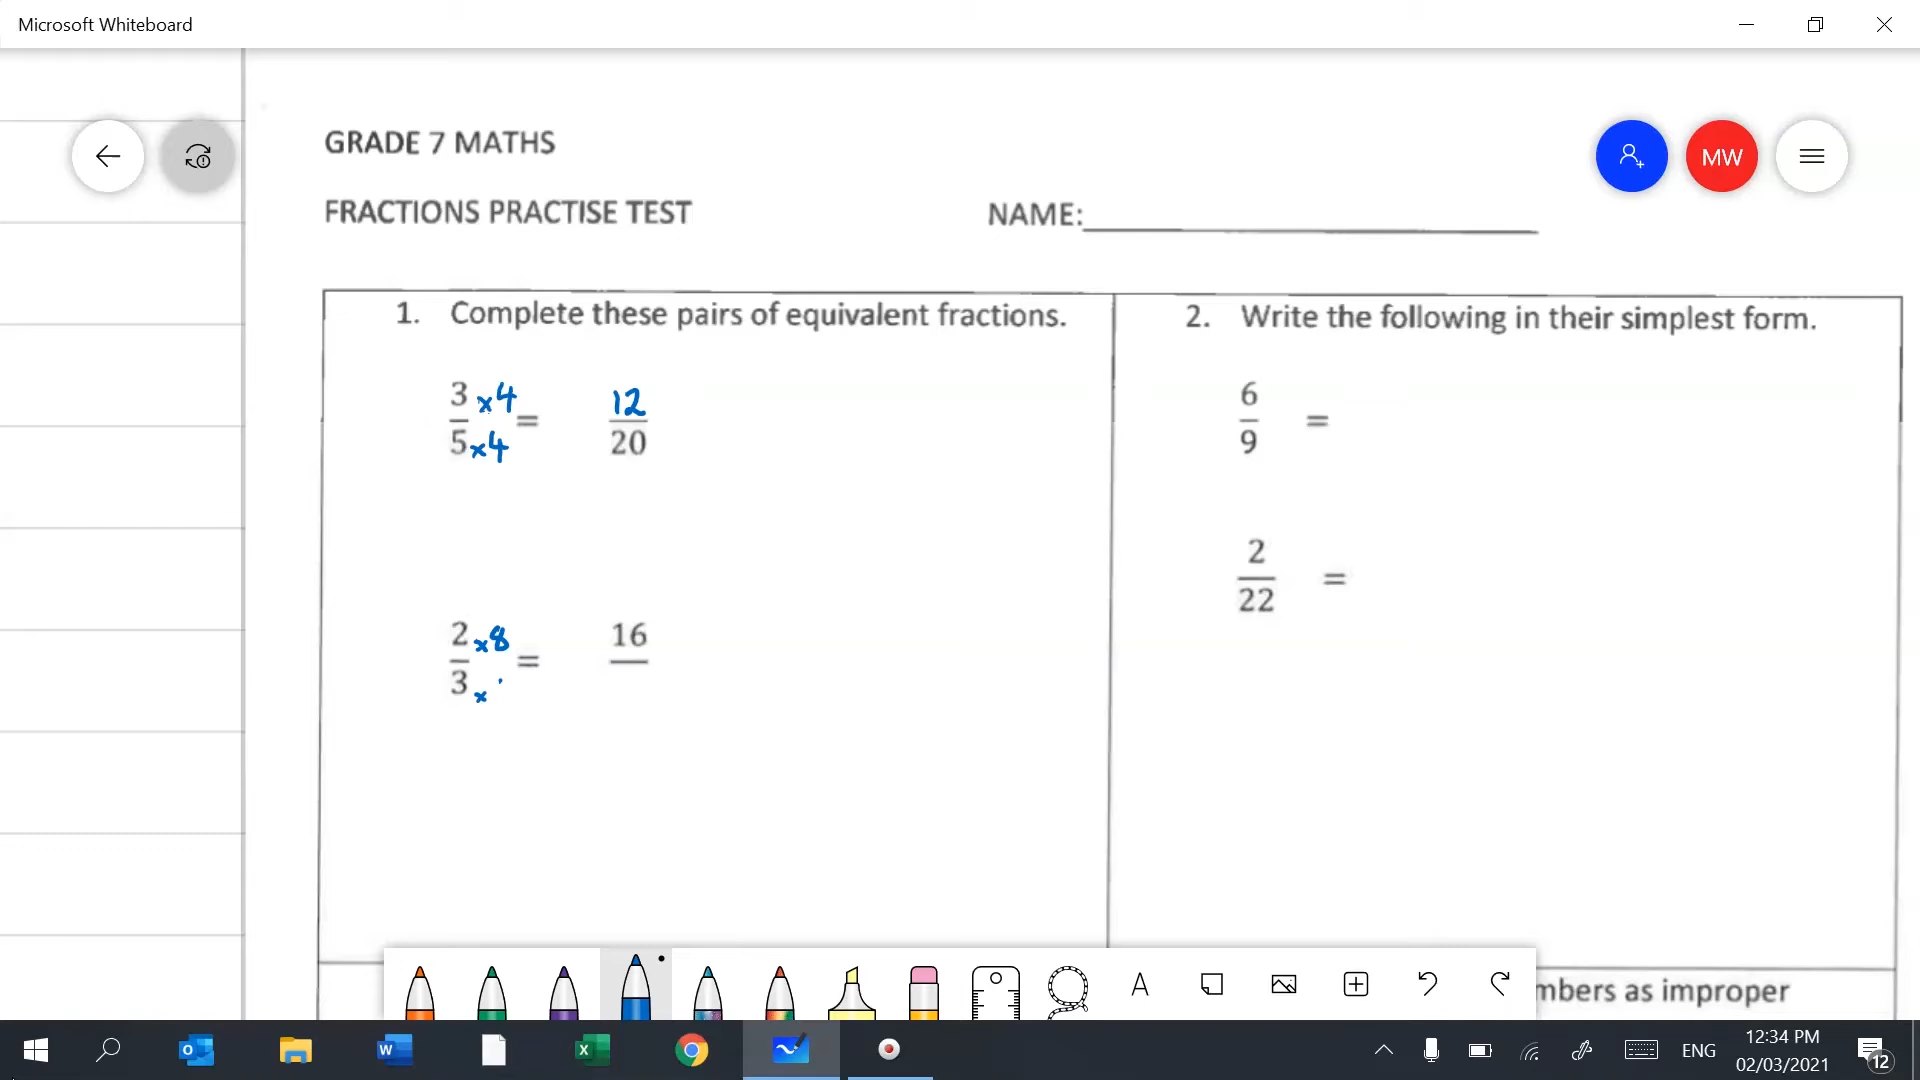 Microsoft Whiteboard
GRADE 7 MATHS
MW
FRACTIONS PRACTISE TEST NAME:
1. Complete these pairs of equivalent fractions.
3 x4 12
5 x4 = 20
2 x8 = 16
3 x
2. Write the following in their simplest form.
6
9 =
2
22 =
mbers as improper
A
12:34 PM
ENG
02/03/2021
12